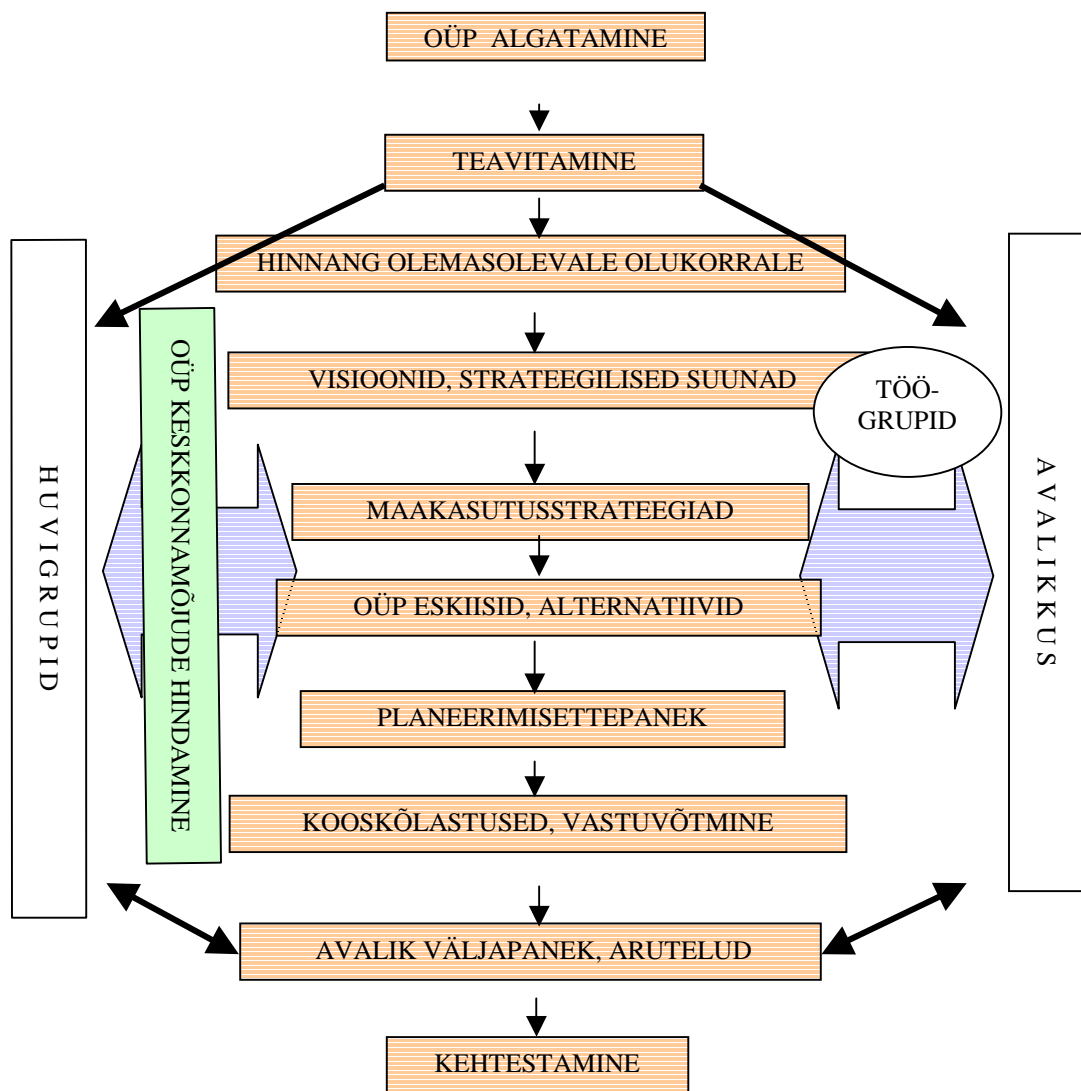 OÜP ALGATAMINE
TEAVITAMINE
HINNANG OLEMASOLEVALE OLUKORRALE
VISIOONID, STRATEEGILISED SUUNAD
TÖÖ-
GRUPID
HUVIGRUPID
OÜP KESKKONNAMÕJUDE HINDAMINE
AVALIKKUS
MAAKASUTUSSTRATEEGIAD
OÜP ESKIISID, ALTERNATIIVID
PLANEERIMISETTEPANEK
KOOSKÕLASTUSED, VASTUVÕTMINE
AVALIK VÄLJAPANEK, ARUTELUD
KEHTESTAMINE